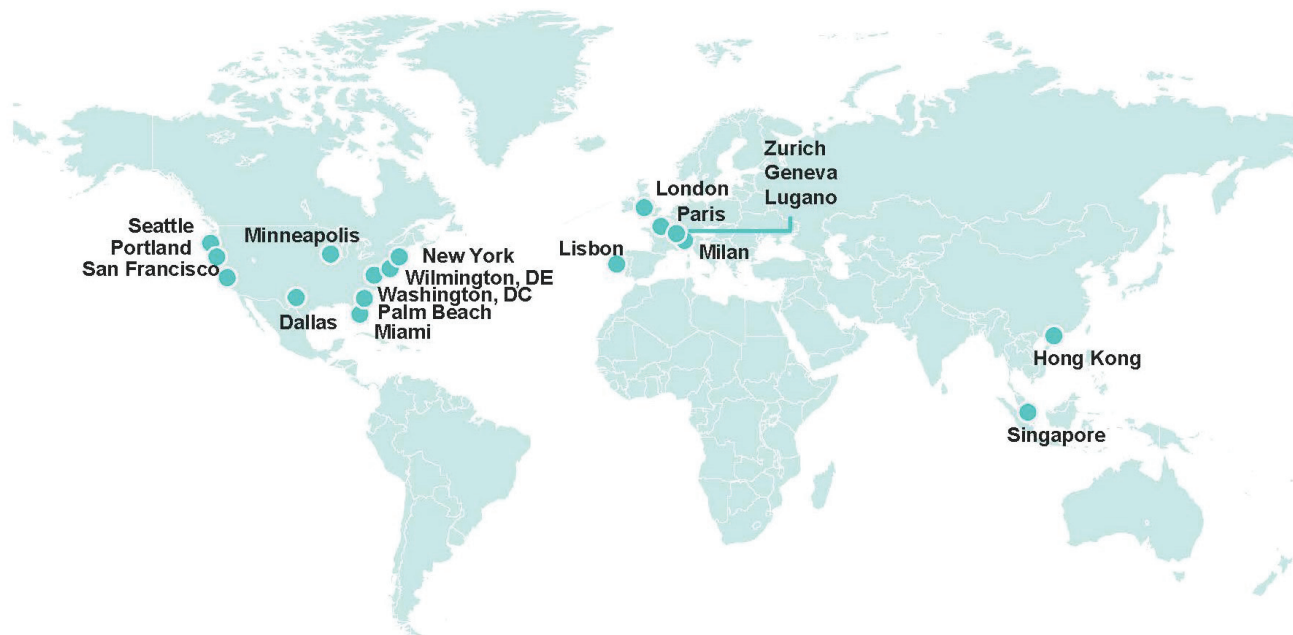 Seattle
Portland
San Francisco
Minneapolis
Dallas
New York
Wilmington, DE
Washington, DC
Palm Beach
Miami
London
Paris
Zurich
Geneva
Lugano
Lisbon
Milan
Hong Kong
Singapore